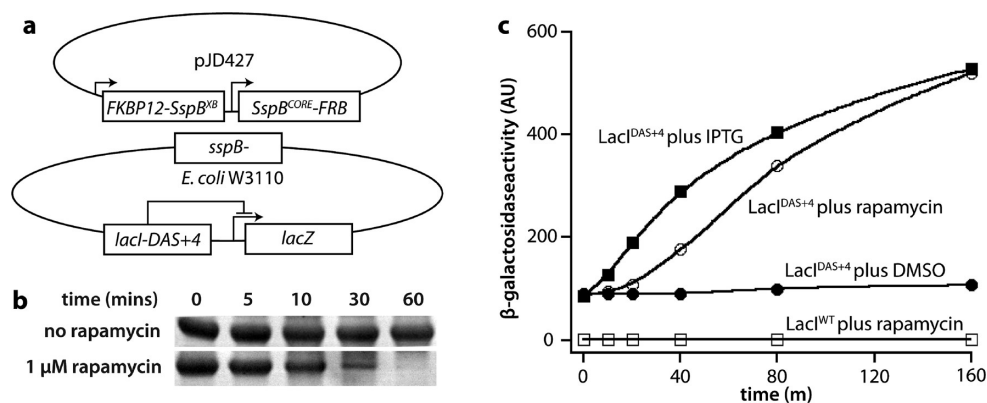 a
pJD427
FKBP12-SspB^XB
SspB^CORE-FRB
sspB-
E. coli W3110
lacI-DAS+4
lacZ
b
time (mins) 0 5 10 30 60
no rapamycin
1 µM rapamycin
c
β-galactosidaseactivity (AU)
600
400
200
0
LacI^DAS+4 plus IPTG
LacI^DAS+4 plus rapamycin
LacI^DAS+4 plus DMSO
LacI^WT plus rapamycin
0 40 80 120 160
time (m)